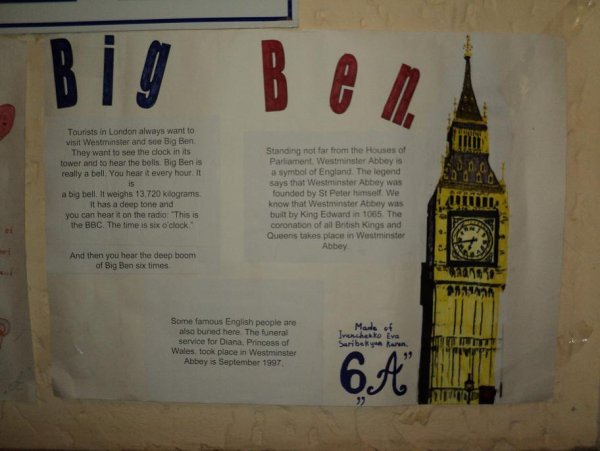 Big Ben.
Tourists in London always want to
visit Westminster and see Big Ben.
They want to see the clock in its
tower and to hear the bells. Big Ben is
really a bell. You hear it every hour. It
is
a big bell. It weighs 13,720 kilograms.
It has a deep tone and
you can hear it on the radio: “This is
the BBC. The time is six o'clock.”
And then you hear the deep boom
of Big Ben six times.
Standing not far from the Houses of
Parliament, Westminster Abbey is
a symbol of England. The legend
says that Westminster Abbey was
founded by St Peter himself. We
know that Westminster Abbey was
built by King Edward in 1065. The
coronation of all British Kings and
Queens takes place in Westminster
Abbey.
Some famous English people are
also buried here. The funeral
service for Diana, Princess of
Wales, took place in Westminster
Abbey is September 1997.
Made of
Ivanchenko Eva
Saribekyan Karen.
6 „A”